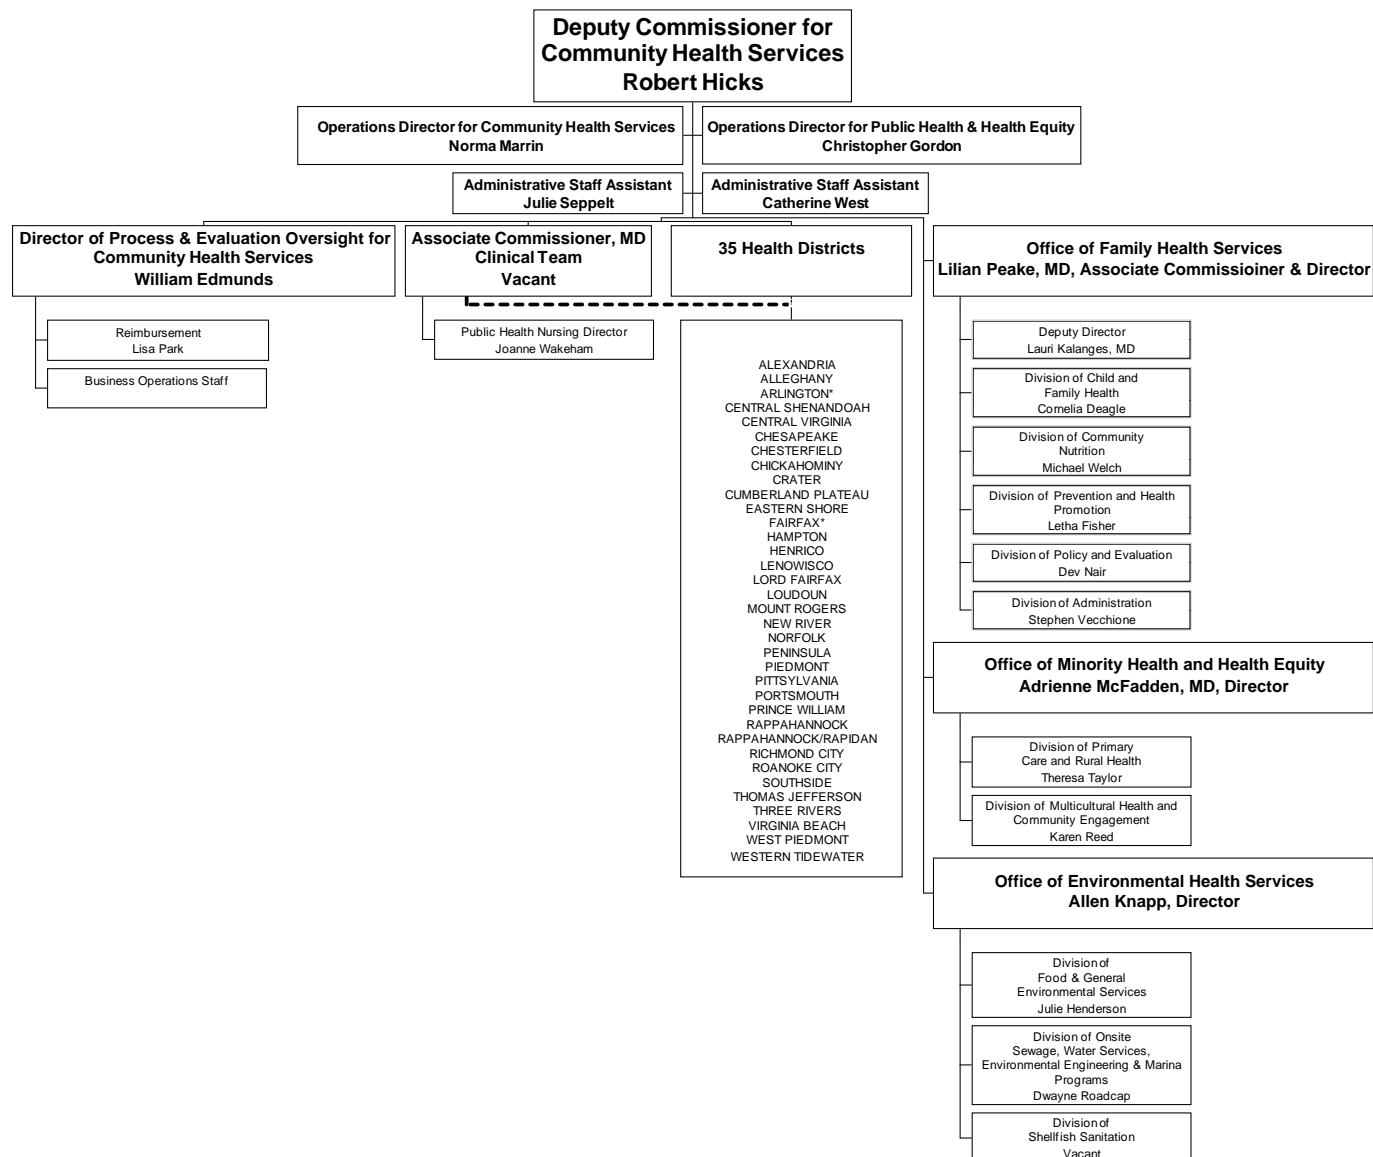 Deputy Commissioner for
Community Health Services
Robert Hicks
Operations Director for Community Health Services
Norma Marrin
Operations Director for Public Health & Health Equity
Christopher Gordon
Administrative Staff Assistant
Julie Seppelt
Administrative Staff Assistant
Catherine West
Director of Process & Evaluation Oversight for
Community Health Services
William Edmunds
Reimbursement
Lisa Park
Business Operations Staff
Associate Commissioner, MD
Clinical Team
Vacant
Public Health Nursing Director
Joanne Wakeham
35 Health Districts
ALEXANDRIA
ALLEGHANY
ARLINGTON*
CENTRAL SHENANDOAH
CENTRAL VIRGINIA
CHESAPEAKE
CHESTERFIELD
CHICKAHOMINY
CRATER
CUMBERLAND PLATEAU
EASTERN SHORE
FAIRFAX*
HAMPTON
HENRICO
LENOWISCO
LORD FAIRFAX
LOUDOUN
MOUNT ROGERS
NEW RIVER
NORFOLK
PENINSULA
PIEDMONT
PITTSYLVANIA
PORTSMOUTH
PRINCE WILLIAM
RAPPAHANNOCK
RAPPAHANNOCK/RAPIDAN
RICHMOND CITY
ROANOKE CITY
SOUTHSIDE
THOMAS JEFFERSON
THREE RIVERS
VIRGINIA BEACH
WEST PIEDMONT
WESTERN TIDEWATER
Office of Family Health Services
Lilian Peake, MD, Associate Commissioiner & Director
Deputy Director
Lauri Kalanges, MD
Division of Child and
Family Health
Cornelia Deagle
Division of Community
Nutrition
Michael Welch
Division of Prevention and Health
Promotion
Letha Fisher
Division of Policy and Evaluation
Dev Nair
Division of Administration
Stephen Vecchione
Office of Minority Health and Health Equity
Adrienne McFadden, MD, Director
Division of Primary
Care and Rural Health
Theresa Taylor
Division of Multicultural Health and
Community Engagement
Karen Reed
Office of Environmental Health Services
Allen Knapp, Director
Division of
Food & General
Environmental Services
Julie Henderson
Division of Onsite
Sewage, Water Services,
Environmental Engineering & Marina
Programs
Dwayne Roadcap
Division of
Shellfish Sanitation
Vacant